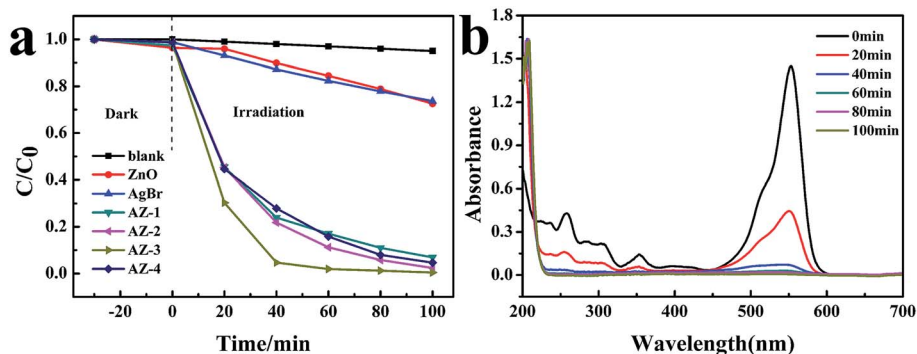 a
C/C0
1.0
0.8
0.6
0.4
0.2
0.0
Dark
Irradiation
blank
ZnO
AgBr
AZ-1
AZ-2
AZ-3
AZ-4
-20 0 20 40 60 80 100
Time/min
b
Absorbance
1.8
1.5
1.2
0.9
0.6
0.3
0.0
0min
20min
40min
60min
80min
100min
200 300 400 500 600 700
Wavelength(nm)